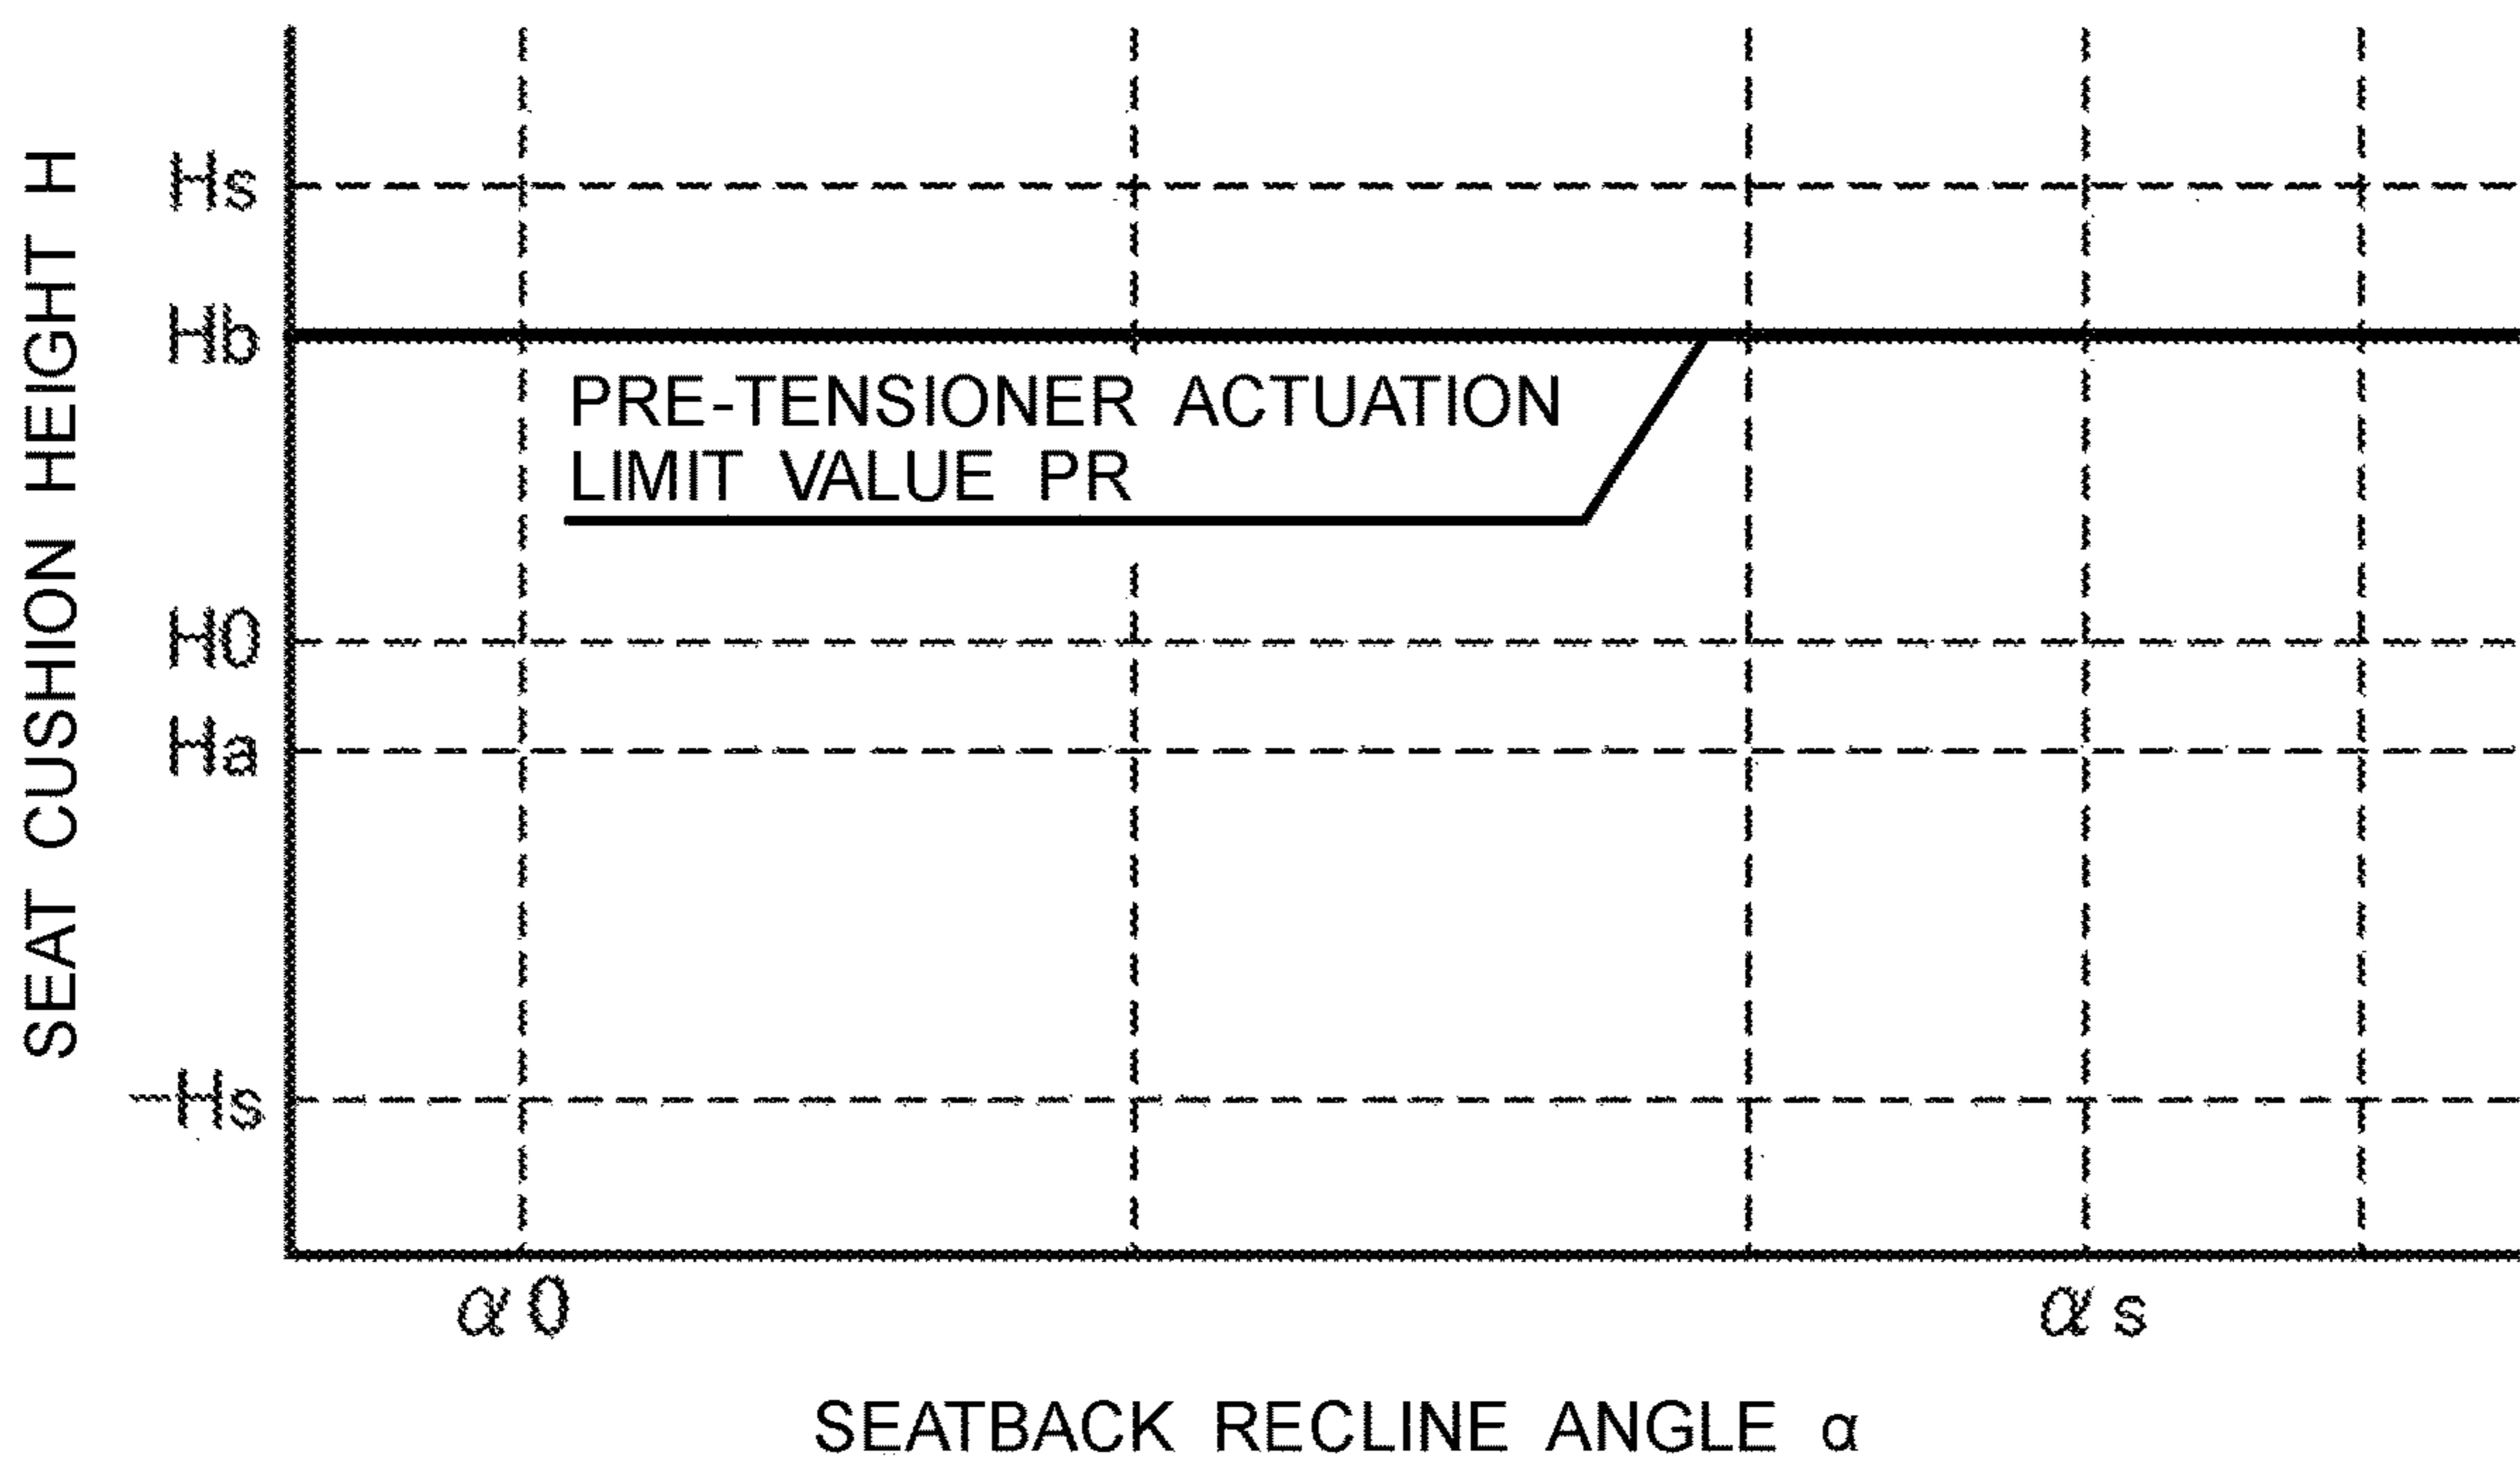 SEAT CUSHION HEIGHT H
Hs
Hb
PRE-TENSIONER ACTUATION
LIMIT VALUE PR
H0
Ha
-Hs
α0
αs
SEATBACK RECLINE ANGLE α